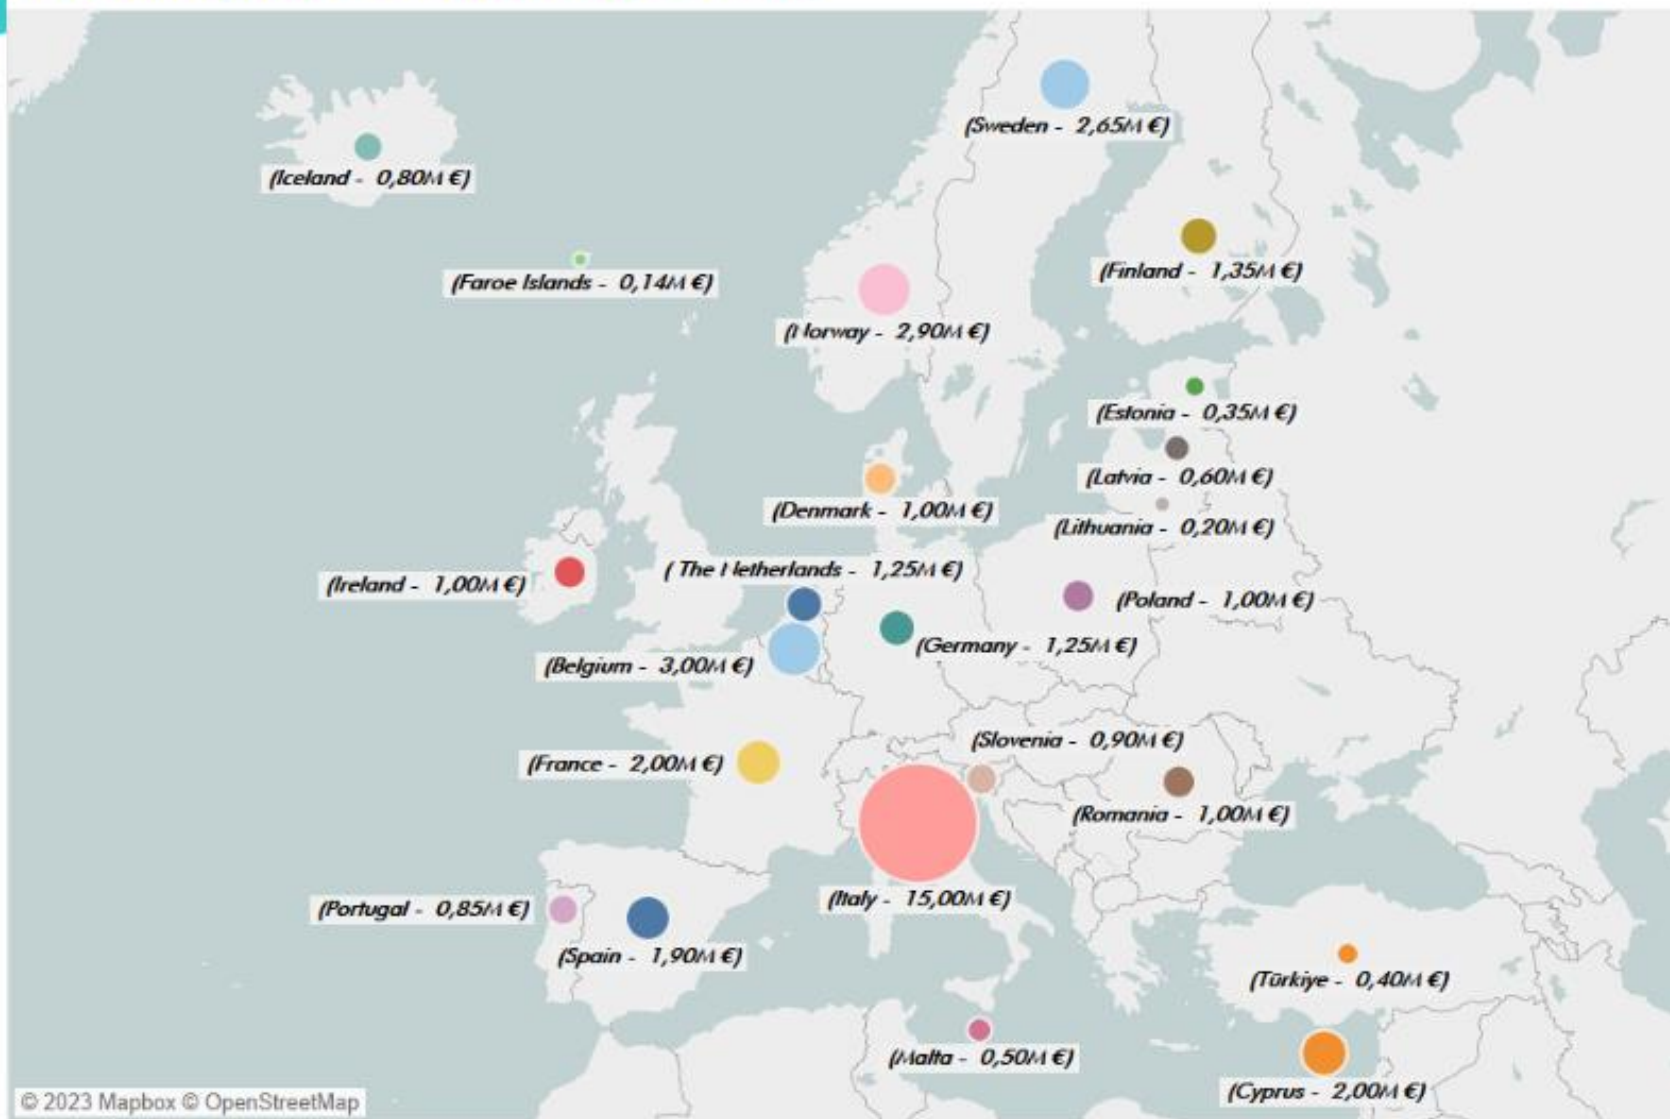 (Sweden - 2,65M €)
(Iceland - 0,80M €)
(Finland - 1,35M €)
(Faroe Islands - 0,14M €)
(Norway - 2,90M €)
(Estonia - 0,35M €)
(Latvia - 0,60M €)
(Denmark - 1,00M €)
(Lithuania - 0,20M €)
( The Netherlands - 1,25M €)
(Ireland - 1,00M €)
(Poland - 1,00M €)
(Germany - 1,25M €)
(Belgium - 3,00M €)
(Slovenia - 0,90M €)
(France - 2,00M €)
(Romania - 1,00M €)
(Italy - 15,00M €)
(Portugal - 0,85M €)
(Spain - 1,90M €)
(Türkiye - 0,40M €)
(Malta - 0,50M €)
(Cyprus - 2,00M €)
© 2023 Mapbox © OpenStreetMap